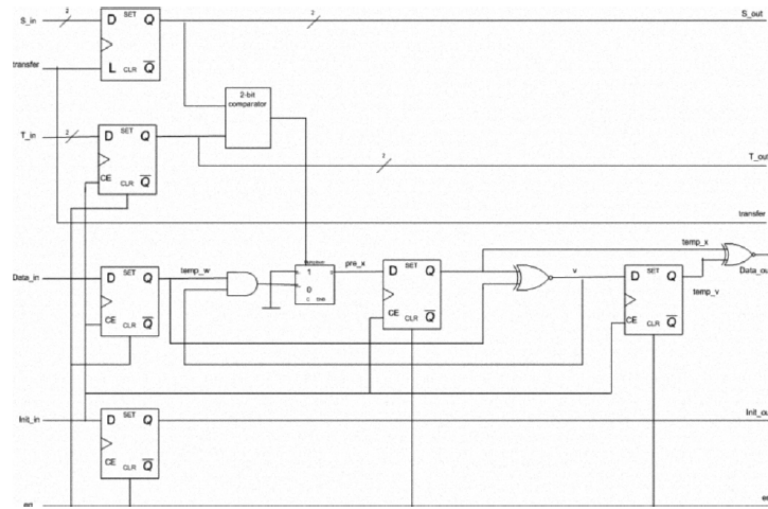 S_in
2
D SET Q
L CLR Q
2
S_out
transfer
2-bit
comparator
T_in
2
D SET Q
CE CLR Q
2
T_out
transfer
Data_in
D SET Q
CE CLR Q
temp_w
1
0
pre_x
D SET Q
CLR Q
CE
v
temp_x
D SET Q
CE CLR Q
temp_v
Data_ou
Init_in
D SET Q
CE CLR Q
Init_ou
en